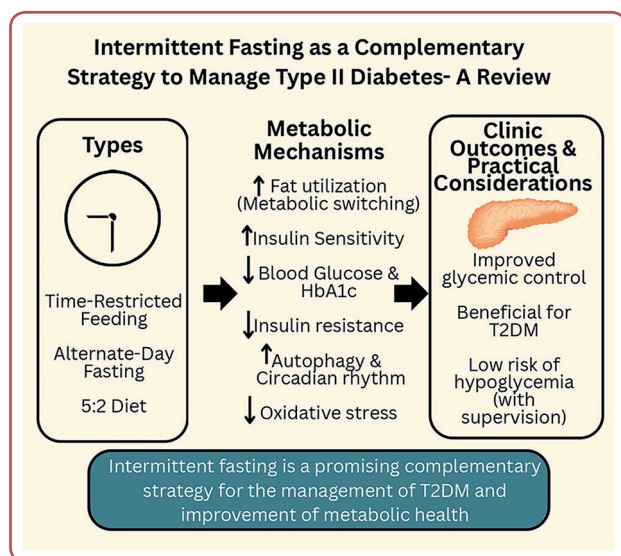 Intermittent Fasting as a Complementary
Strategy to Manage Type II Diabetes- A Review
Types
Time-Restricted
Feeding
Alternate-Day
Fasting
5:2 Diet
Metabolic
Mechanisms
↑ Fat utilization
(Metabolic switching)
↑ Insulin Sensitivity
↓ Blood Glucose &
HbA1c
↓ Insulin resistance
↑ Autophagy &
Circadian rhythm
↓ Oxidative stress
Clinic
Outcomes &
Practical
Considerations
Improved
glycemic control
Beneficial for
T2DM
Low risk of
hypoglycemia
(with
supervision)
Intermittent fasting is a promising complementary
strategy for the management of T2DM and
improvement of metabolic health